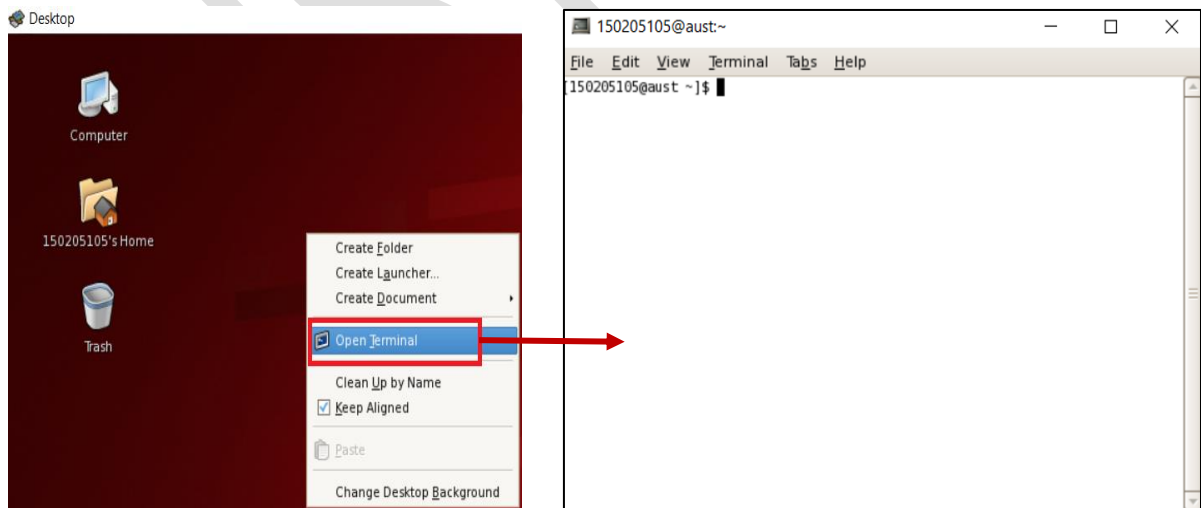 Desktop
Computer
150205105's Home
Trash
Create Folder
Create Launcher...
Create Document
Open Terminal
Clean Up by Name
Keep Aligned
Paste
Change Desktop Background
150205105@aust:~
File Edit View Terminal Tabs Help
[150205105@aust ~]$